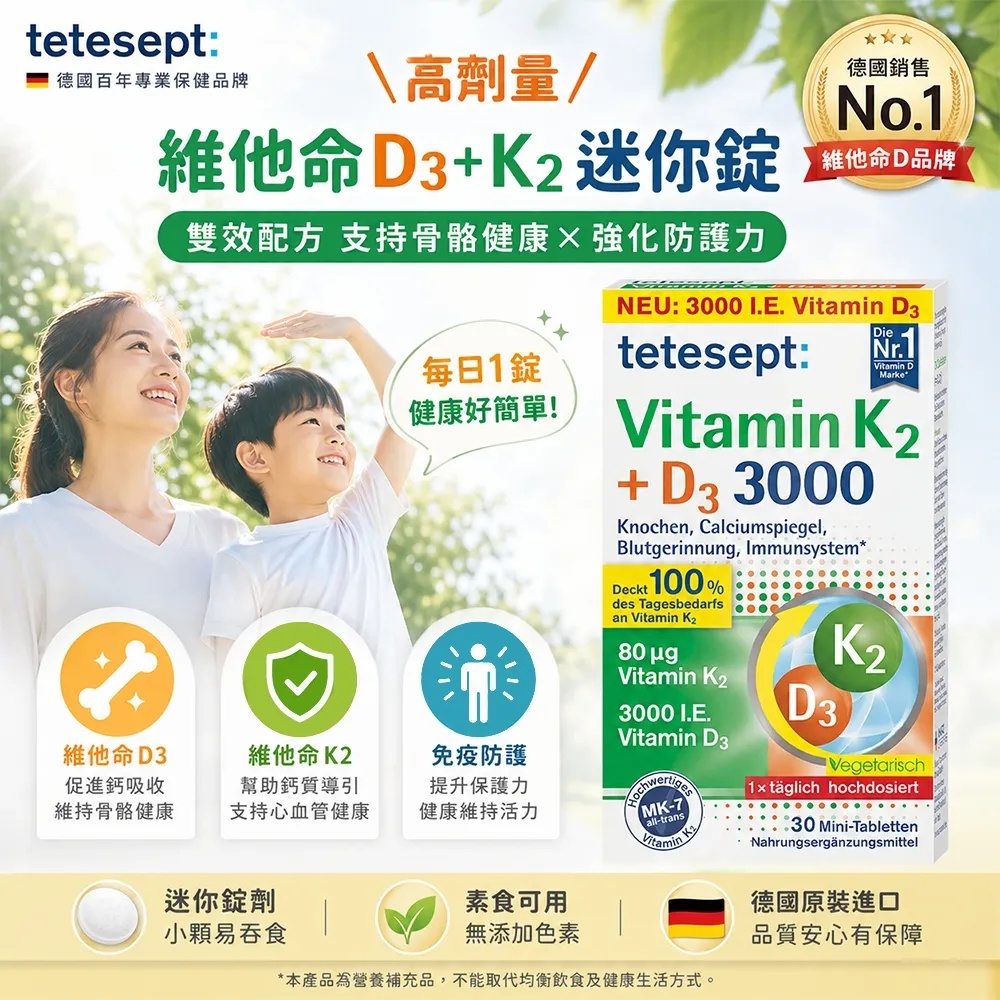 tetesept:
德國百年專業保健品牌
高劑量
維他命D3+K2迷你錠
雙效配方 支持骨骼健康×強化防護力
德國銷售
No.1
維他命D品牌
每日1錠
健康好簡單!
NEU: 3000 I.E. Vitamin D3
tetesept:
Die
Nr.1
Vitamin D
Marke*
Vitamin K2
+ D3 3000
Knochen, Calciumspiegel,
Blutgerinnung, Immunsystem*
Deckt 100%
des Tagesbedarfs
an Vitamin K2
80 µg
Vitamin K2
3000 I.E.
Vitamin D3
K2
D3
Vegetarisch
1x täglich hochdosiert
Hochwertiges
MK-7
all-trans
Vitamin K2
30 Mini-Tabletten
Nahrungsergänzungsmittel
維他命D3
促進鈣吸收
維持骨骼健康
維他命K2
幫助鈣質導引
支持心血管健康
免疫防護
提升保護力
健康維持活力
迷你錠劑
小顆易吞食
素食可用
無添加色素
德國原裝進口
品質安心有保障
*本產品為營養補充品，不能取代均衡飲食及健康生活方式。